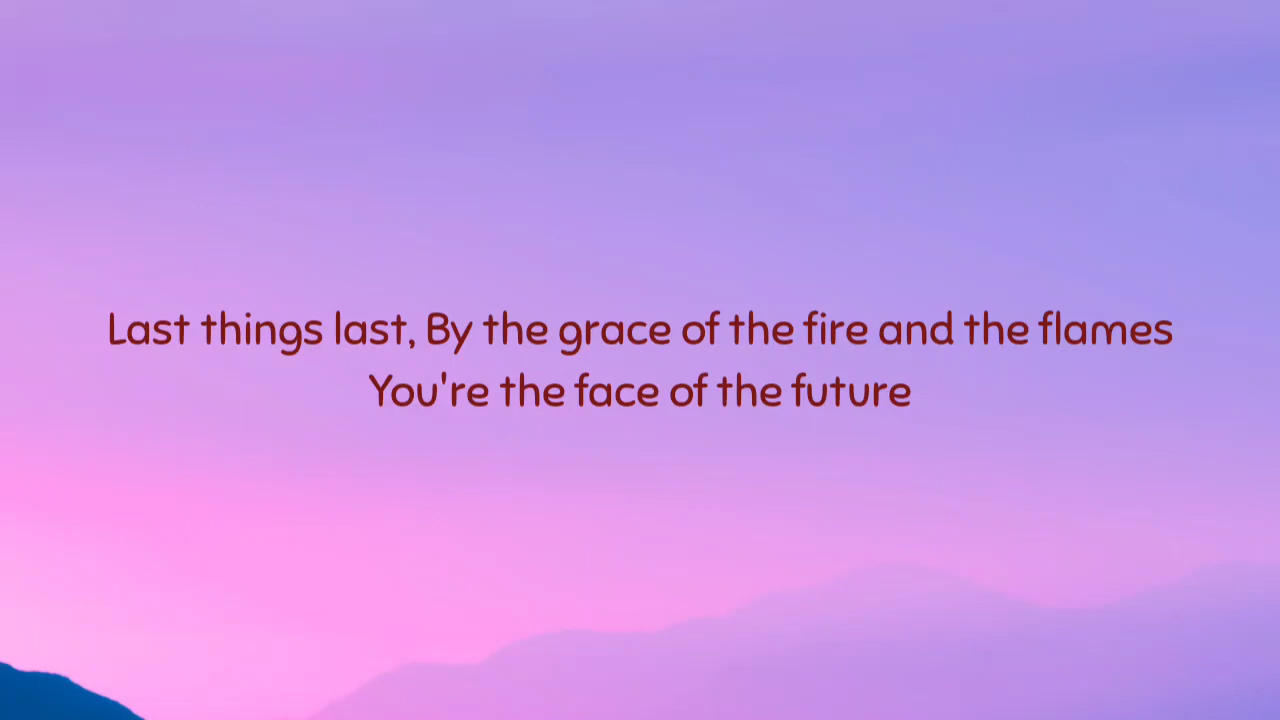 Last things last, By the grace of the fire and the flames
You're the face of the future